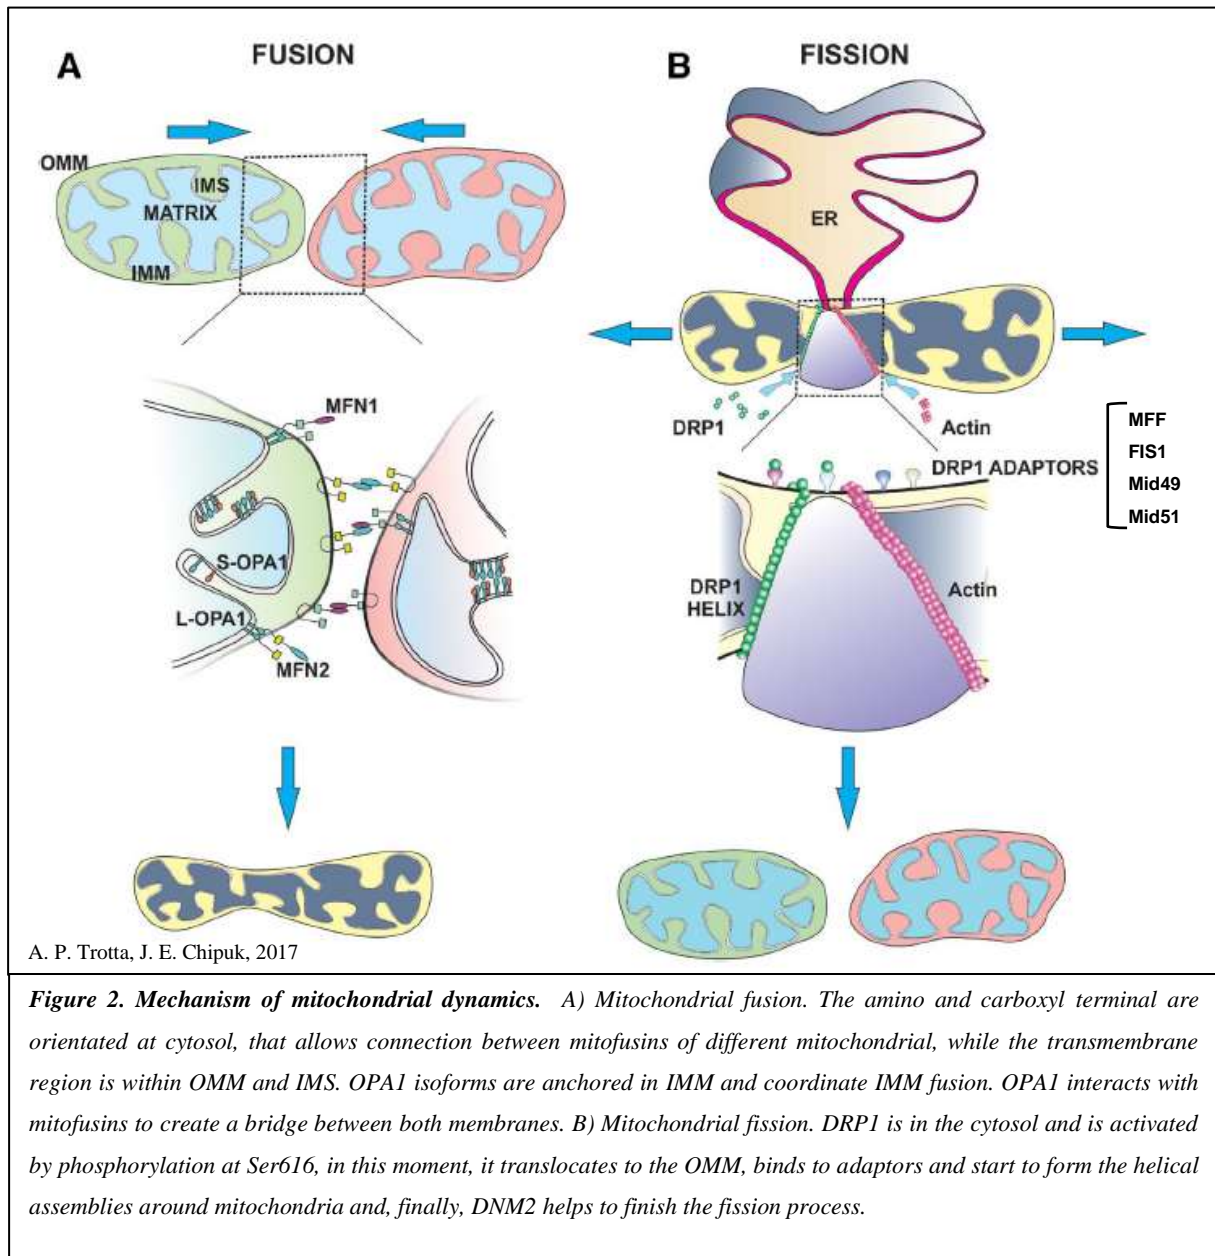 A
FUSION
OMM
IMS
MATRIX
IMM
MFN1
S-OPA1
L-OPA1
MFN2
B
FISSION
ER
DRP1
Actin
DRP1 ADAPTORS
MFF
FIS1
Mid49
Mid51
DRP1
HELIX
Actin
A. P. Trotta, J. E. Chipuk, 2017
Figure 2. Mechanism of mitochondrial dynamics. A) Mitochondrial fusion. The amino and carboxyl terminal are
orientated at cytosol, that allows connection between mitofusins of different mitochondrial, while the transmembrane
region is within OMM and IMS. OPA1 isoforms are anchored in IMM and coordinate IMM fusion. OPA1 interacts with
mitofusins to create a bridge between both membranes. B) Mitochondrial fission. DRP1 is in the cytosol and is activated
by phosphorylation at Ser616, in this moment, it translocates to the OMM, binds to adaptors and start to form the helical
assemblies around mitochondria and, finally, DNM2 helps to finish the fission process.